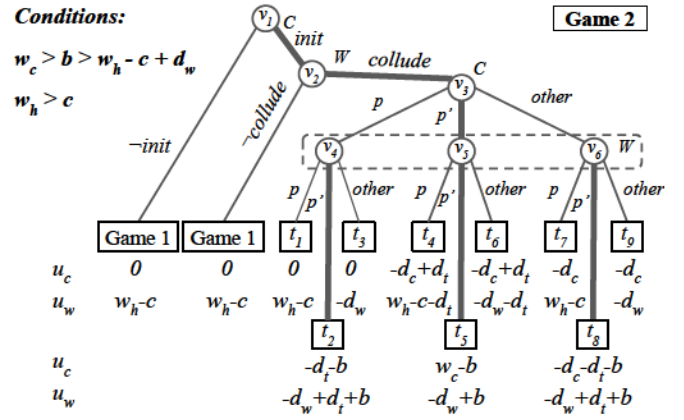 Conditions:
w_c > b > w_h - c + d_w
w_h > c
Game 2
v_1 C
init
v_2 W collude C
v_3
¬init
¬collude
p p' other
v_4 v_5 v_6 W
p p' other p p' other p p' other
Game 1 Game 1 t_1 t_3 t_4 t_6 t_7 t_9
u_c 0 0 0 0 -d_c+d_t -d_c+d_t -d_c -d_c
u_w w_h-c w_h-c w_h-c -d_w w_h-c-d_t -d_w-d_t w_h-c -d_w
t_2 t_5 t_8
u_c -d_t-b w_c-b -d_c-d_t-b
u_w -d_w+d_t+b -d_w+b -d_w+d_t+b